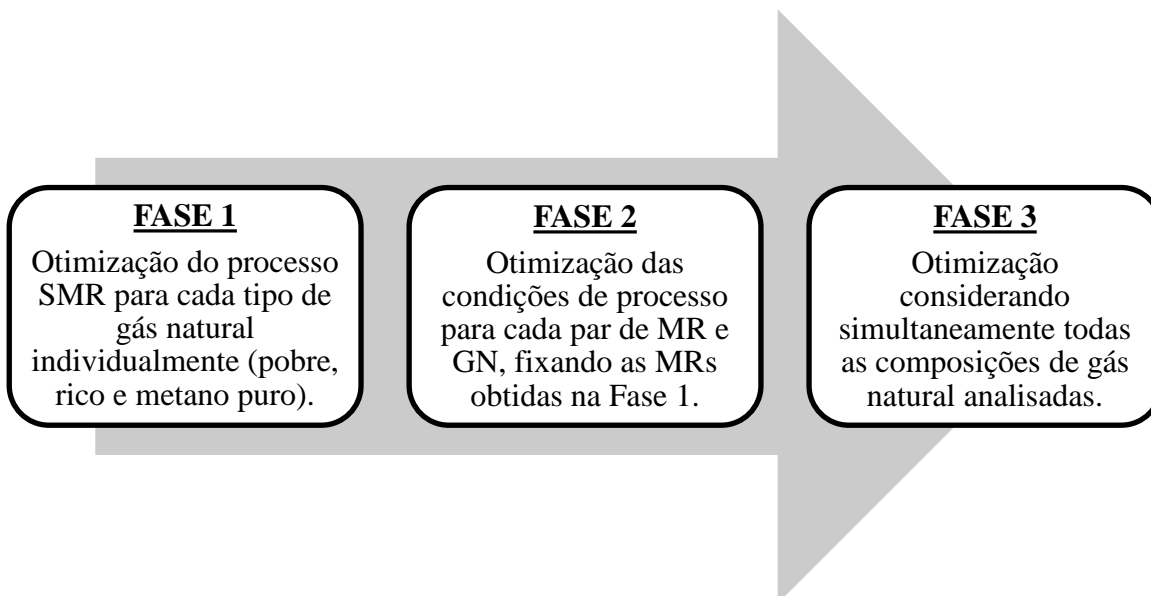 FASE 1
Otimização do processo
SMR para cada tipo de
gás natural
individualmente (pobre,
rico e metano puro).
FASE 2
Otimização das
condições de processo
para cada par de MR e
GN, fixando as MRs
obtidas na Fase 1.
FASE 3
Otimização
considerando
simultaneamente todas
as composições de gás
natural analisadas.